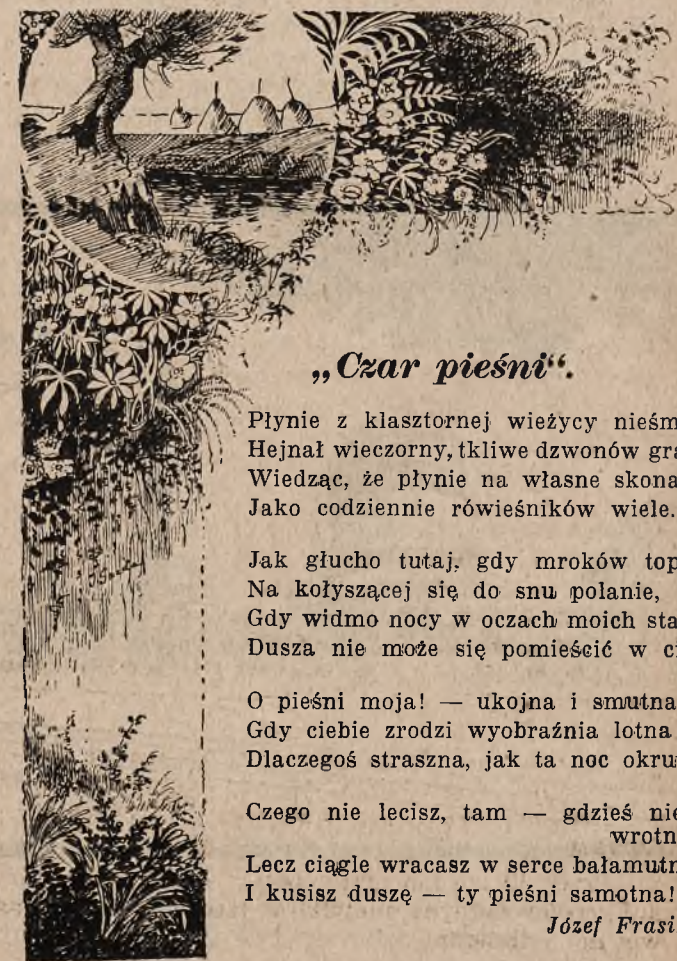 „Czar pieśni“.
Płynie z klasztornej wieżycy nieśm
Hejnał wieczorny, tkliwe dzwonów gra
Wiedząc, że płynie na własne skona
Jako codziennie rówieśników wiele.
Jak głucho tutaj, gdy mroków top
Na kołyszącej się do snu polanie,
Gdy widmo nocy w oczach moich sta
Dusza nie może się pomieścić w ci
O pieśni moja! — ukojna i smutna
Gdy ciebie zrodzi wyobraźnia lotna
Dlaczegoś straszna, jak ta noc okru
Czego nie lecisz, tam — gdzieś nie
wrotn
Lecz ciągle wracasz w serce bałamutn
I kusisz duszę — ty pieśni samotna!
Józef Frasi